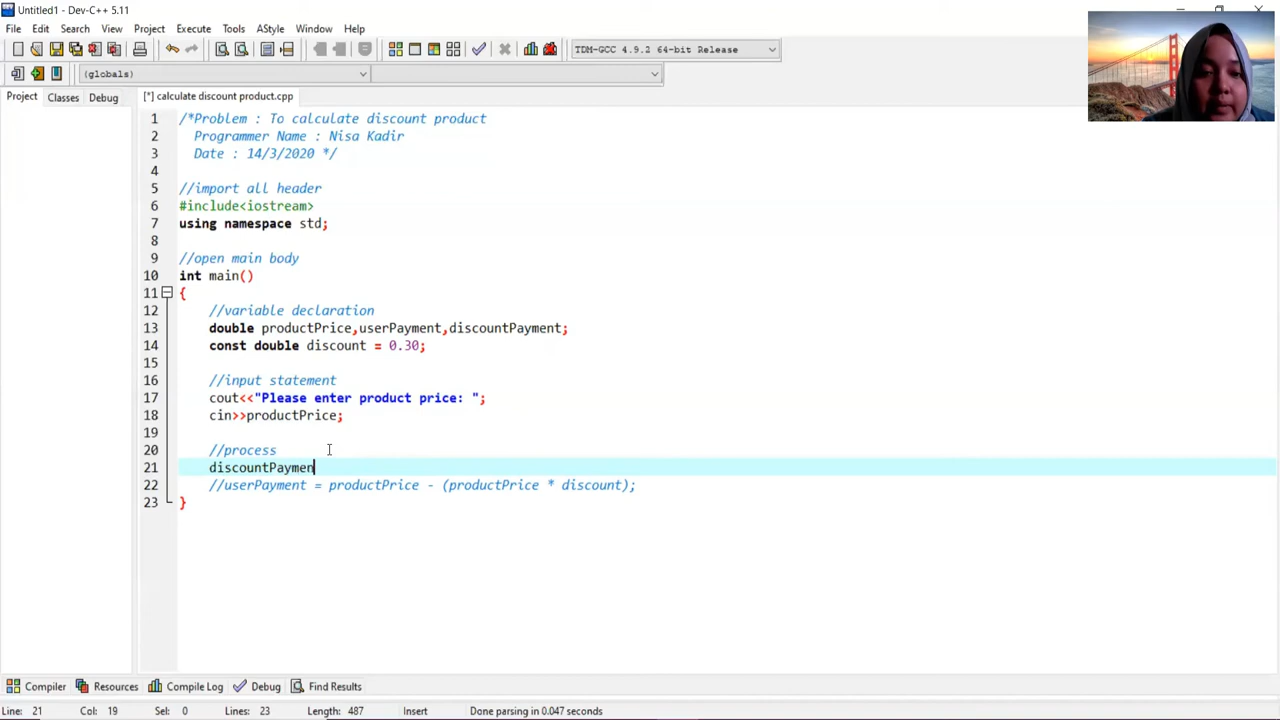 Untitled1 - Dev-C++ 5.11
File Edit Search View Project Execute Tools AStyle Window Help
TDM-GCC 4.9.2 64-bit Release
(globals)
Project Classes Debug [*] calculate discount product.cpp
1 /*Problem : To calculate discount product
2 Programmer Name : Nisa Kadir
3 Date : 14/3/2020 */
4
5 //import all header
6 #include<iostream>
7 using namespace std;
8
9 //open main body
10 int main()
11 {
12 //variable declaration
13 double productPrice,userPayment,discountPayment;
14 const double discount = 0.30;
15
16 //input statement
17 cout<<"Please enter product price: ";
18 cin>>productPrice;
19
20 //process
21 discountPaymen
22 //userPayment = productPrice - (productPrice * discount);
23 }
Compiler Resources Compile Log Debug Find Results
Line: 21 Col: 19 Sel: 0 Lines: 23 Length: 487 Insert Done parsing in 0.047 seconds